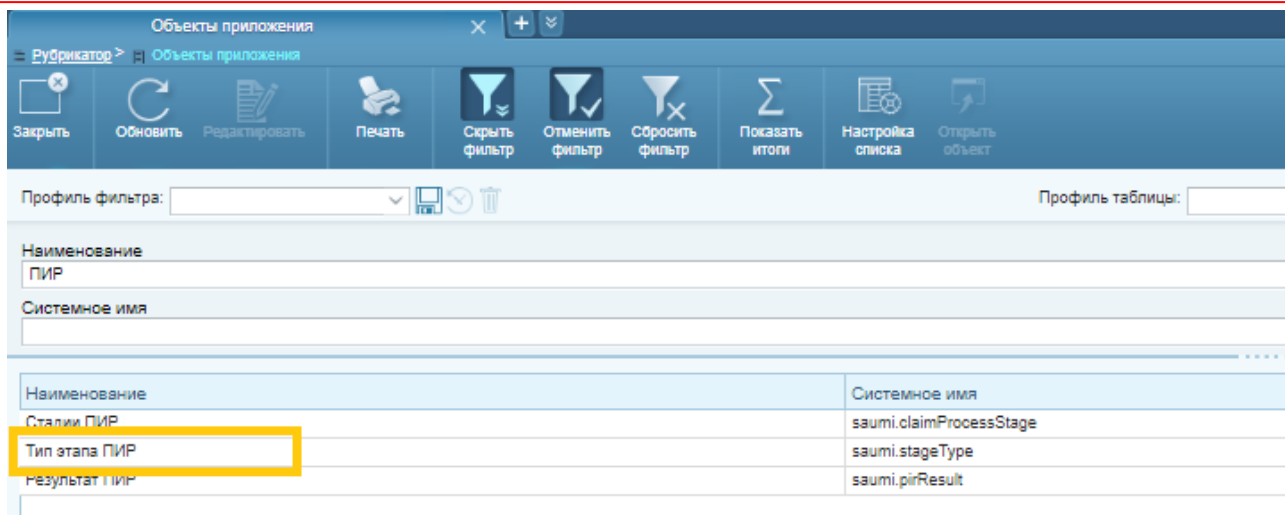 Объекты приложения
Рубрикатор > Объекты приложения
Закрыть Обновить Редактировать Печать Скрыть фильтр Отменить фильтр Сбросить фильтр Показать итоги Настройка списка Открыть объект
Профиль фильтра: Профиль таблицы:
Наименование
ПИР
Системное имя
Наименование Системное имя
Стадии ПИР saumi.claimProcessStage
Тип этапа ПИР saumi.stageType
Результат ПИР saumi.pirResult